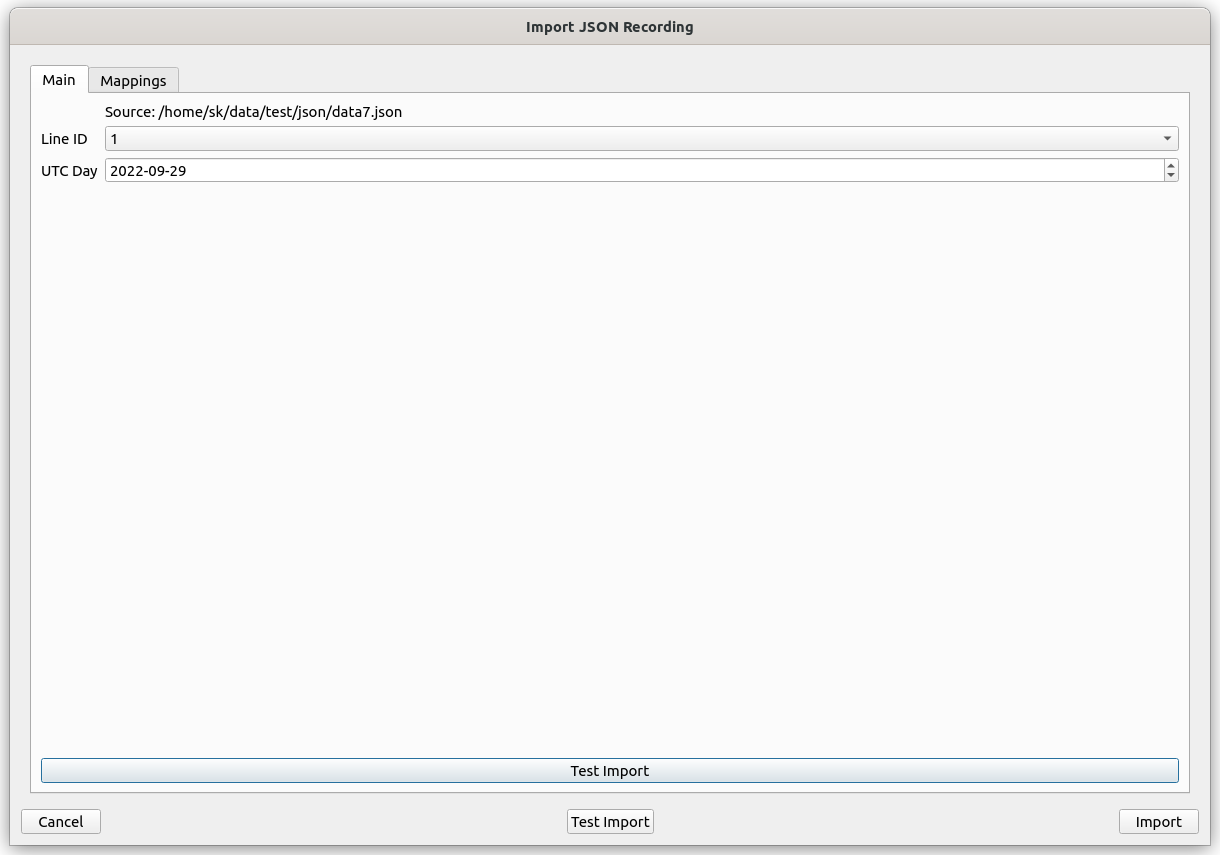 Import JSON Recording
Main Mappings
Source: /home/sk/data/test/json/data7.json
Line ID 1
UTC Day 2022-09-29
Test Import
Cancel Test Import Import